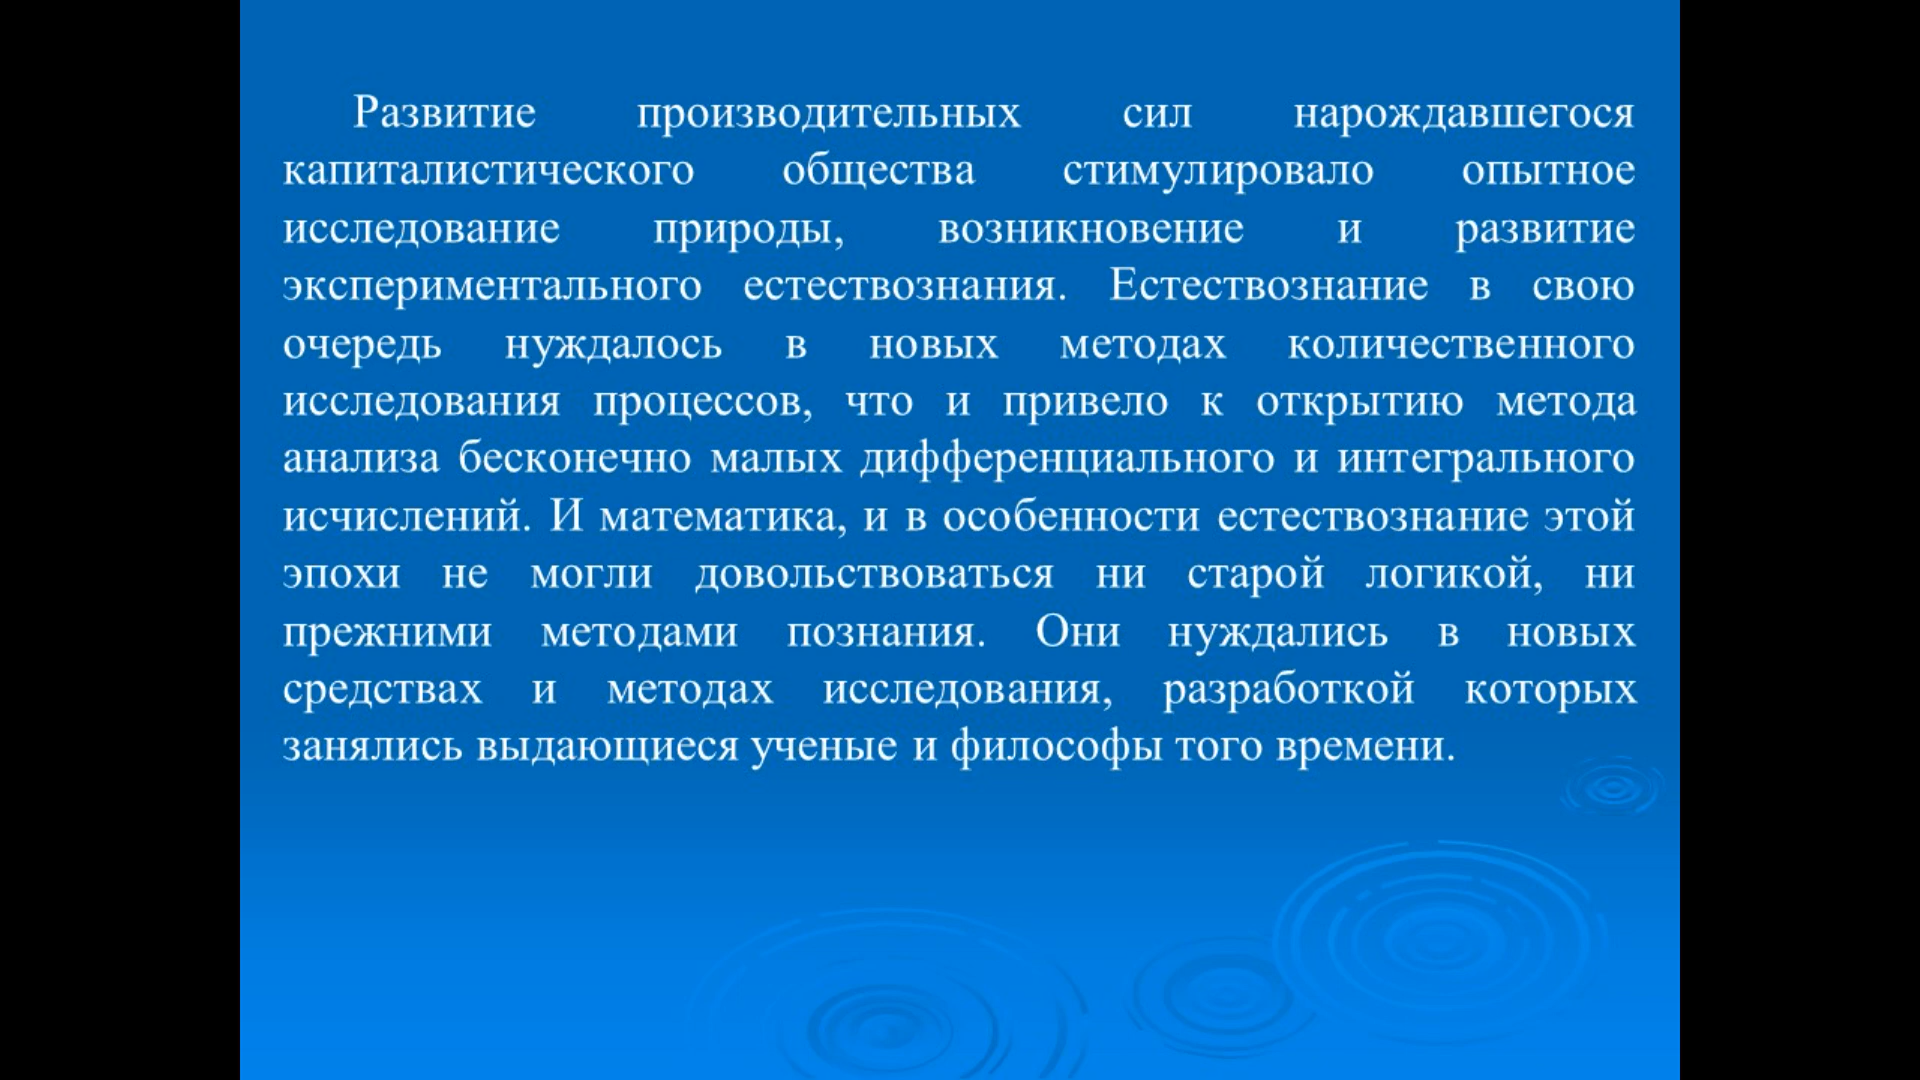 Развитие производительных сил нарождавшегося
капиталистического общества стимулировало опытное
исследование природы, возникновение и развитие
экспериментального естествознания. Естествознание в свою
очередь нуждалось в новых методах количественного
исследования процессов, что и привело к открытию метода
анализа бесконечно малых дифференциального и интегрального
исчислений. И математика, и в особенности естествознание этой
эпохи не могли довольствоваться ни старой логикой, ни
прежними методами познания. Они нуждались в новых
средствах и методах исследования, разработкой которых
занялись выдающиеся ученые и философы того времени.